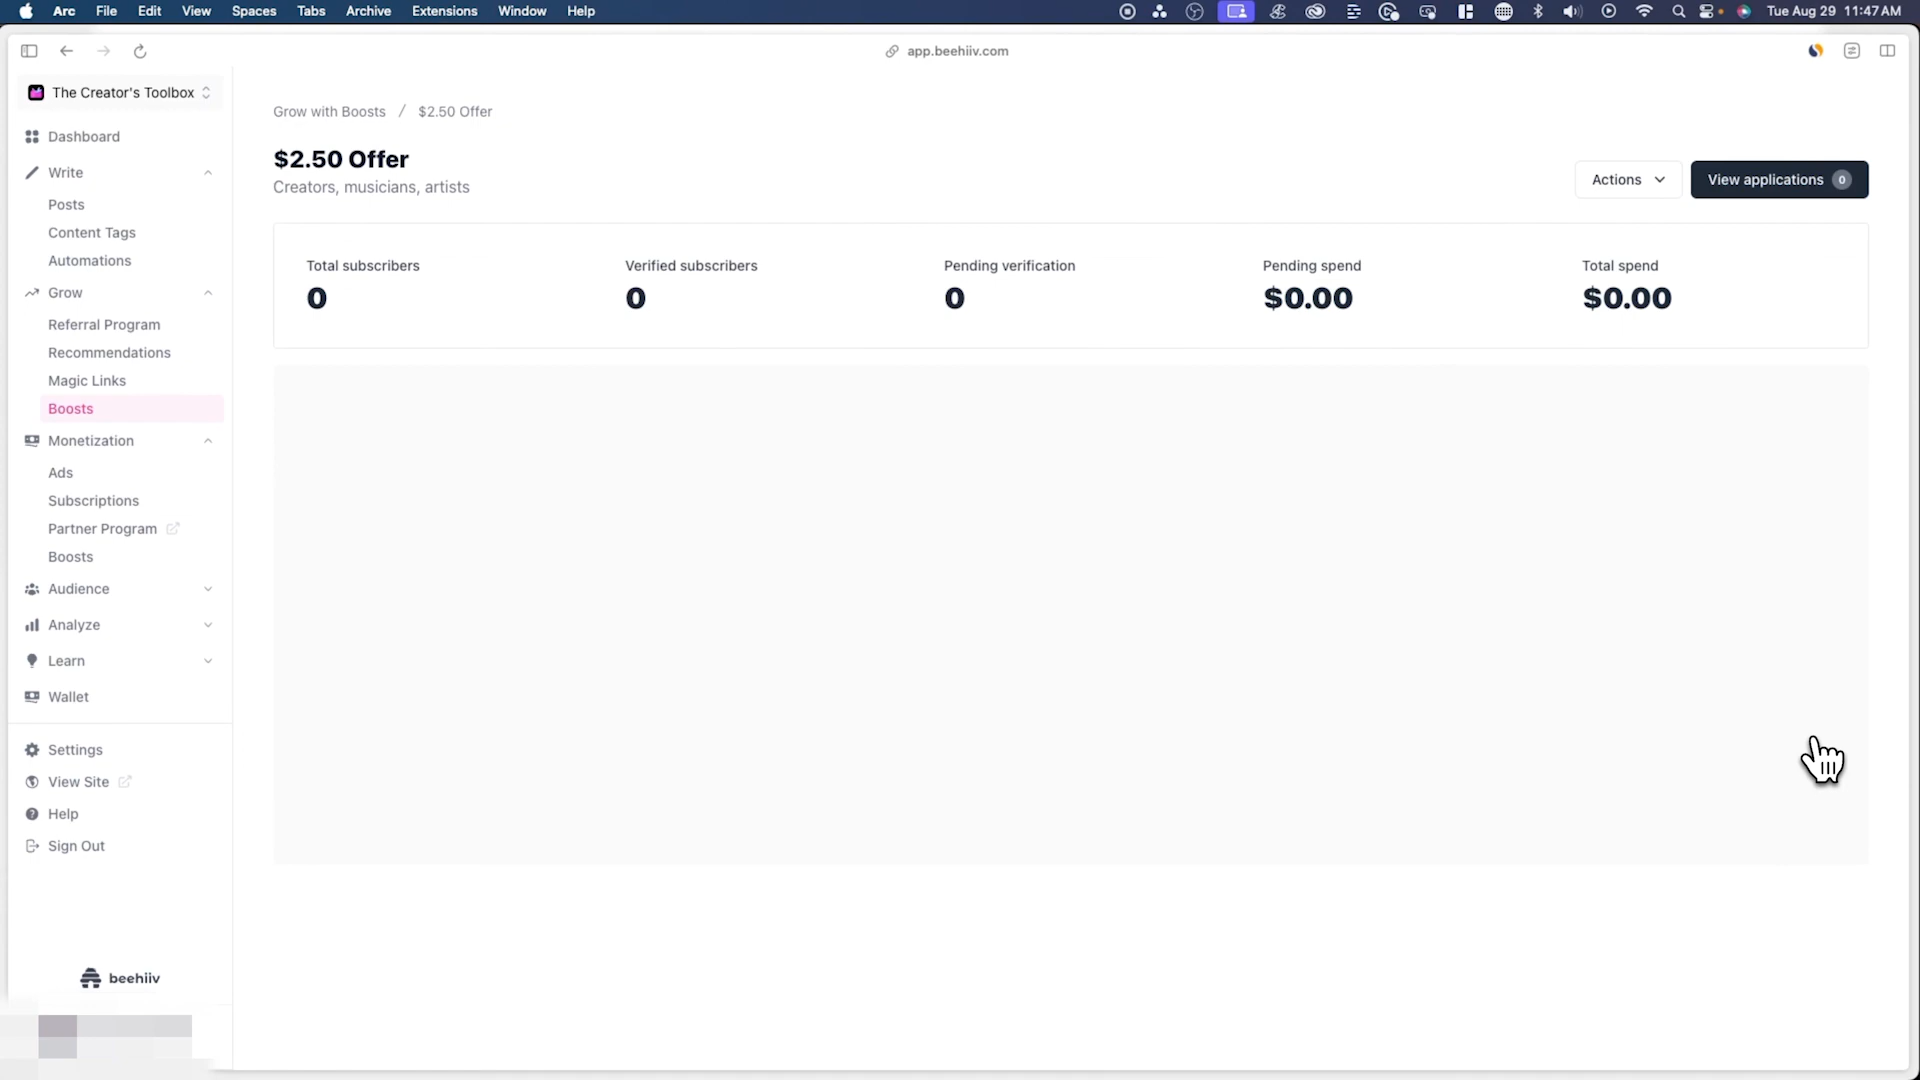 Arc File Edit View Spaces Tabs Archive Extensions Window Help Tue Aug 29 11:47 AM
app.beehiiv.com
The Creator's Toolbox
Dashboard
Write
Posts
Content Tags
Automations
Grow
Referral Program
Recommendations
Magic Links
Boosts
Monetization
Ads
Subscriptions
Partner Program
Boosts
Audience
Analyze
Learn
Wallet
Settings
View Site
Help
Sign Out
beehiiv
Grow with Boosts / $2.50 Offer
$2.50 Offer
Creators, musicians, artists
Actions
View applications 0
Total subscribers
0
Verified subscribers
0
Pending verification
0
Pending spend
$0.00
Total spend
$0.00